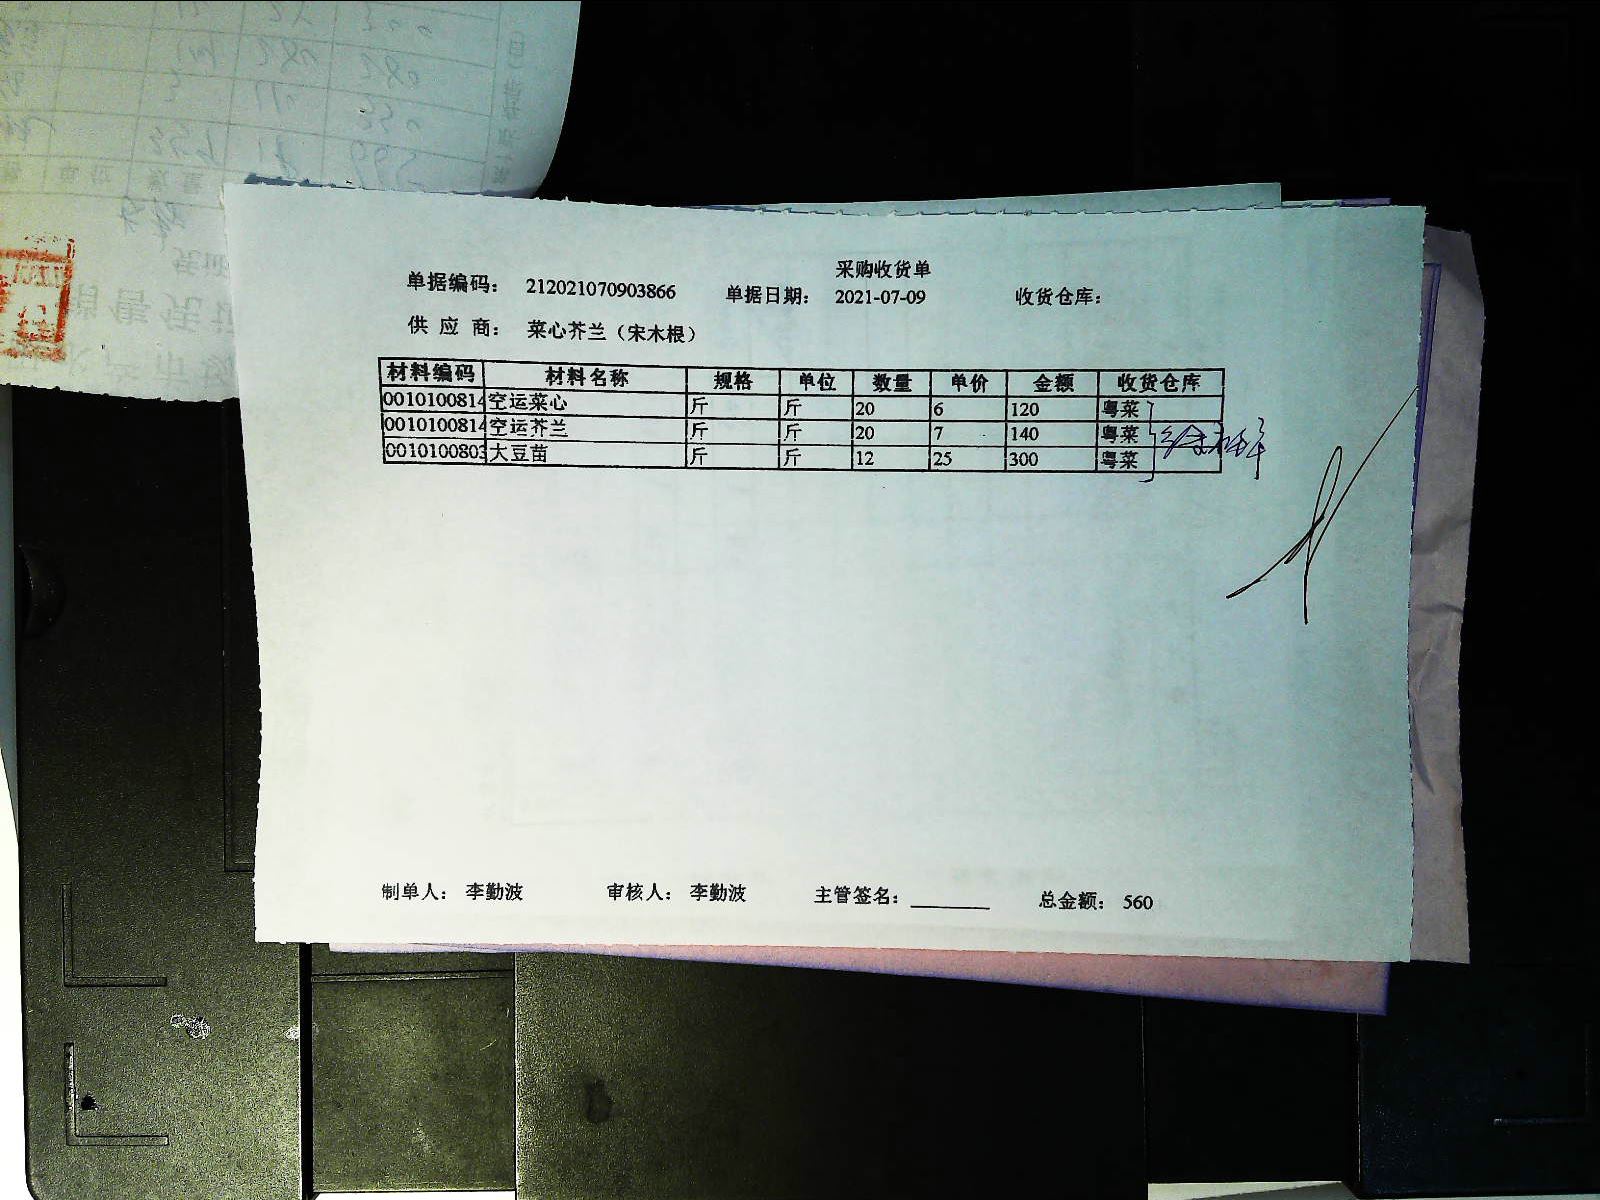 采购收货单
单据编码： 212021070903866 单据日期： 2021-07-09 收货仓库：
供 应 商： 菜心芥兰（宋木根）
材料编码 材料名称 规格 单位 数量 单价 金额 收货仓库
0010100814 空运菜心 斤 斤 20 6 120 粤菜
0010100814 空运芥兰 斤 斤 20 7 140 粤菜
0010100803 大豆苗 斤 斤 12 25 300 粤菜
制单人： 李勤波 审核人： 李勤波 主管签名： 总金额： 560